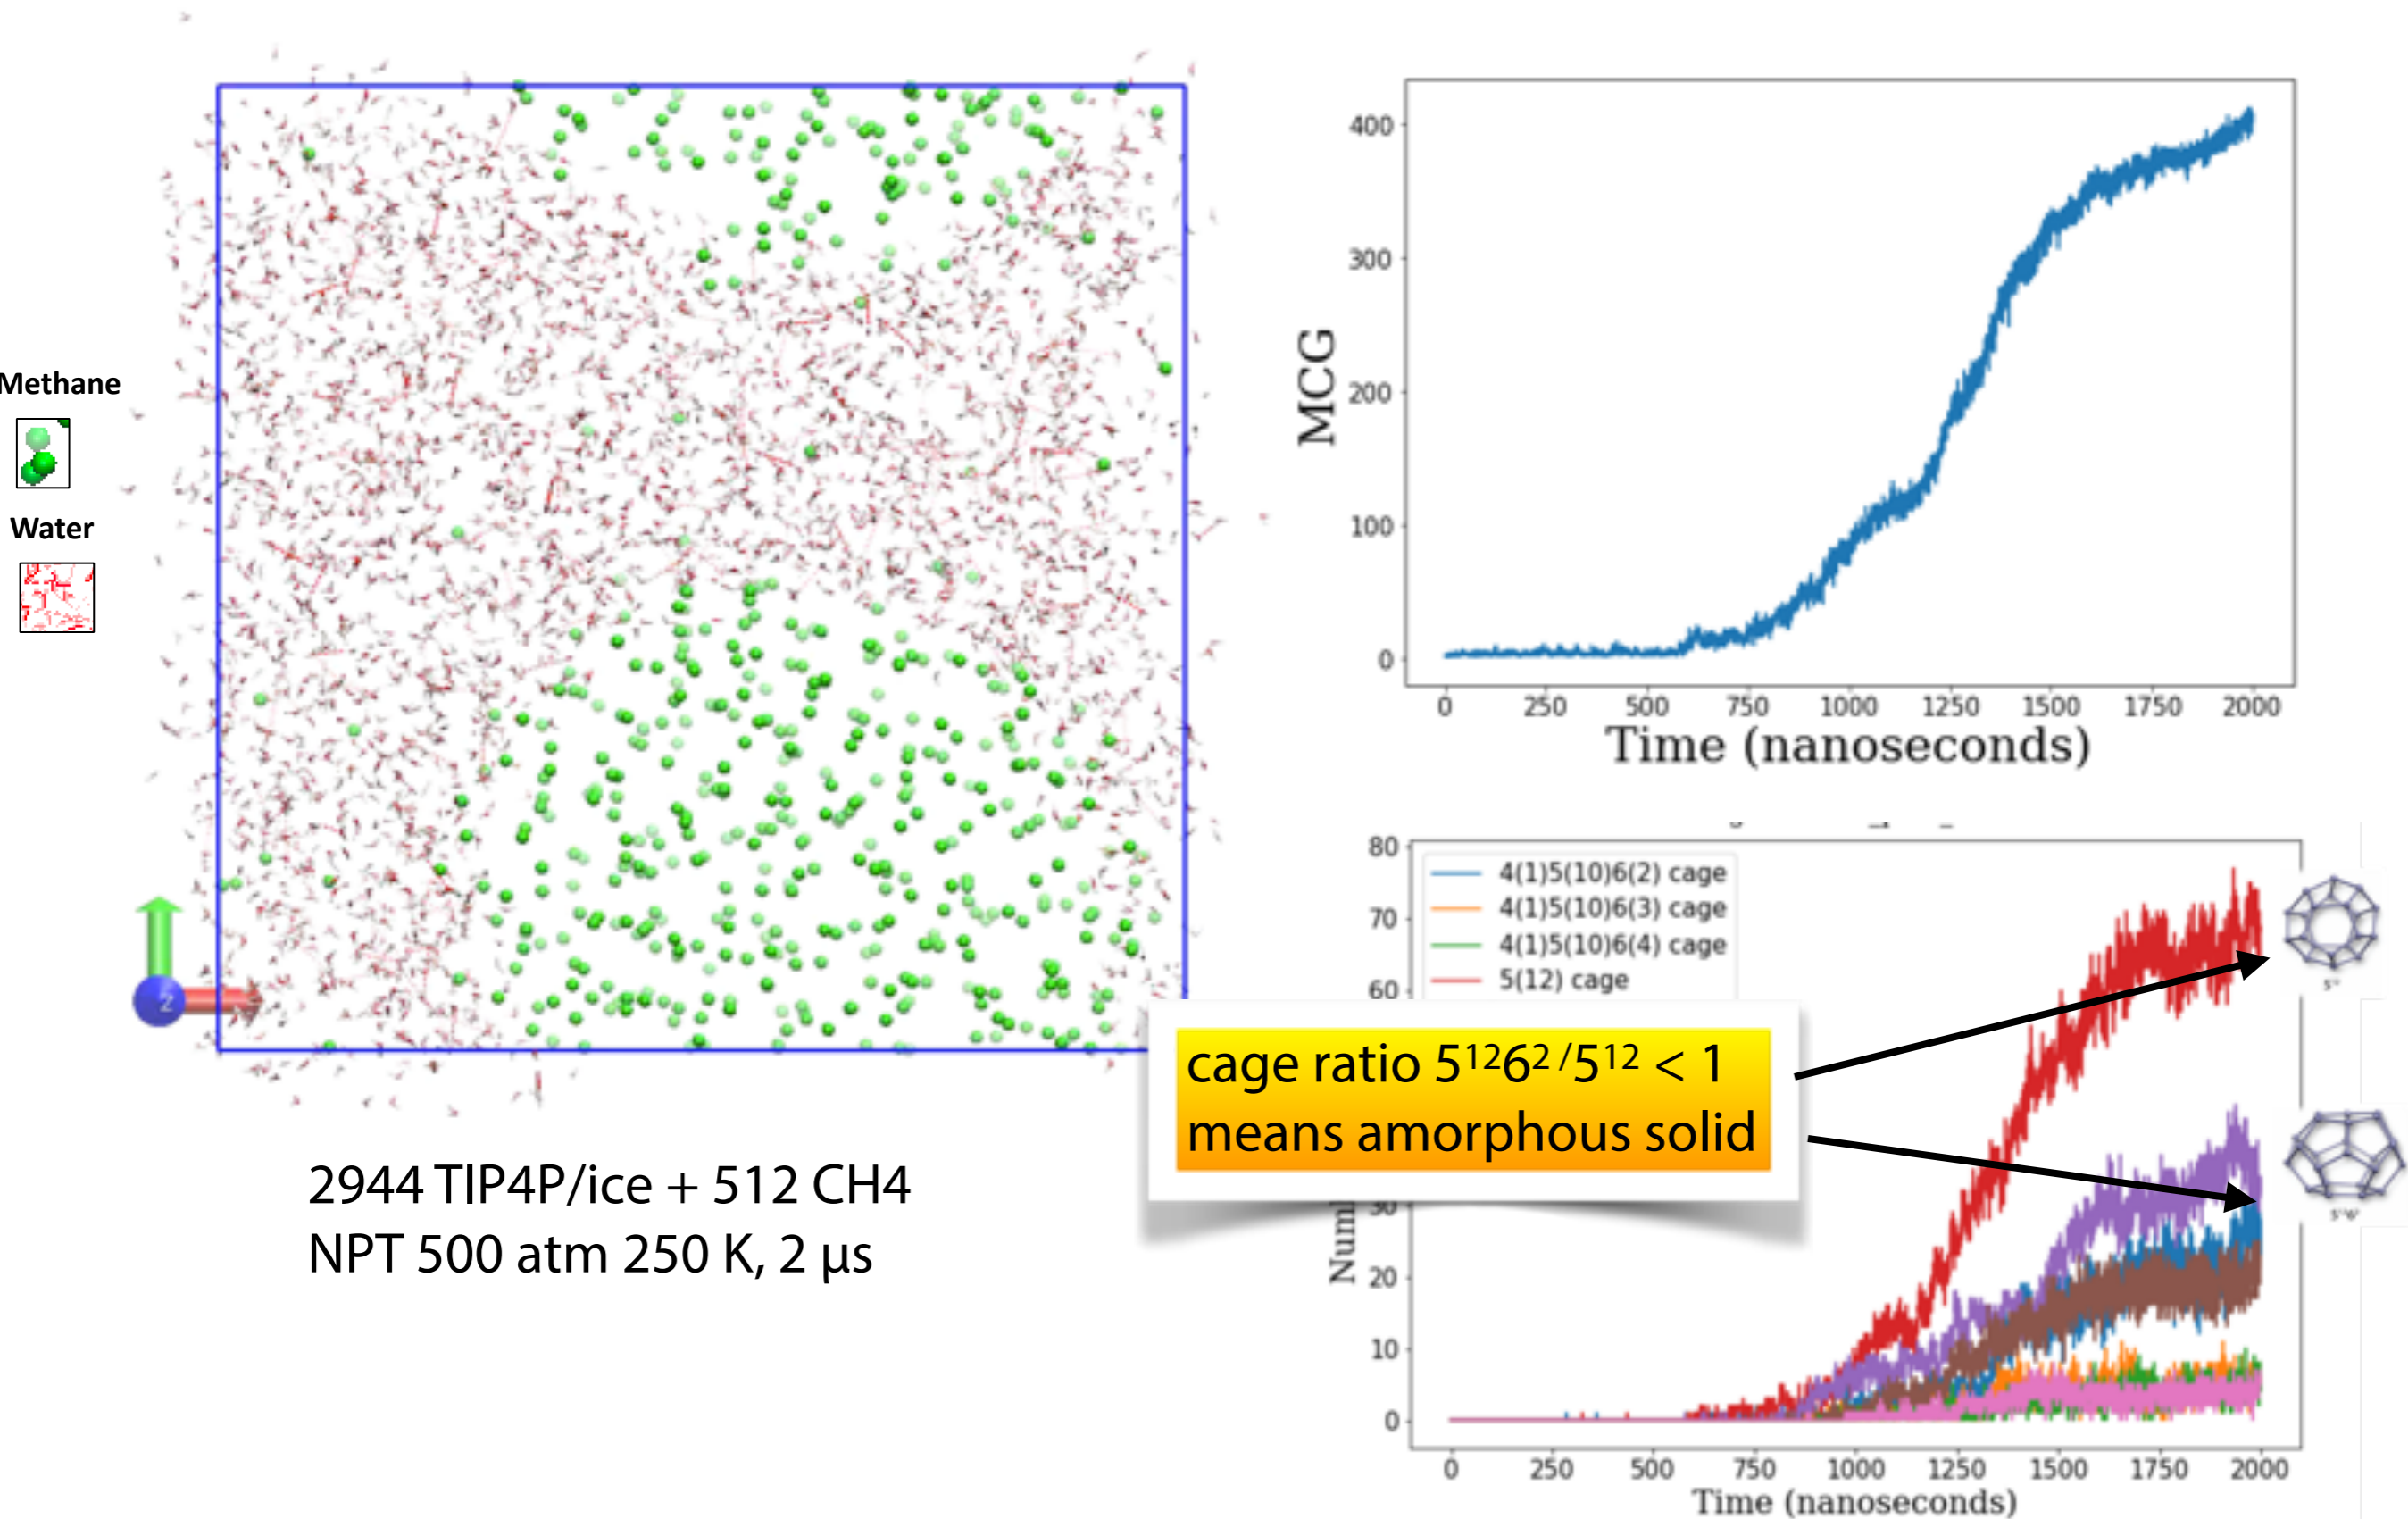 Methane
Water
Z
2944 TIP4P/ice + 512 CH4
NPT 500 atm 250 K, 2 µs
400
300
200
100
0
MCG
0 250 500 750 1000 1250 1500 1750 2000
Time (nanoseconds)
80
70
60
4(1)5(10)6(2) cage
4(1)5(10)6(3) cage
4(1)5(10)6(4) cage
5(12) cage
cage ratio 5¹²6² /5¹² < 1
means amorphous solid
30
20
10
0
0 250 500 750 1000 1250 1500 1750 2000
Time (nanoseconds)